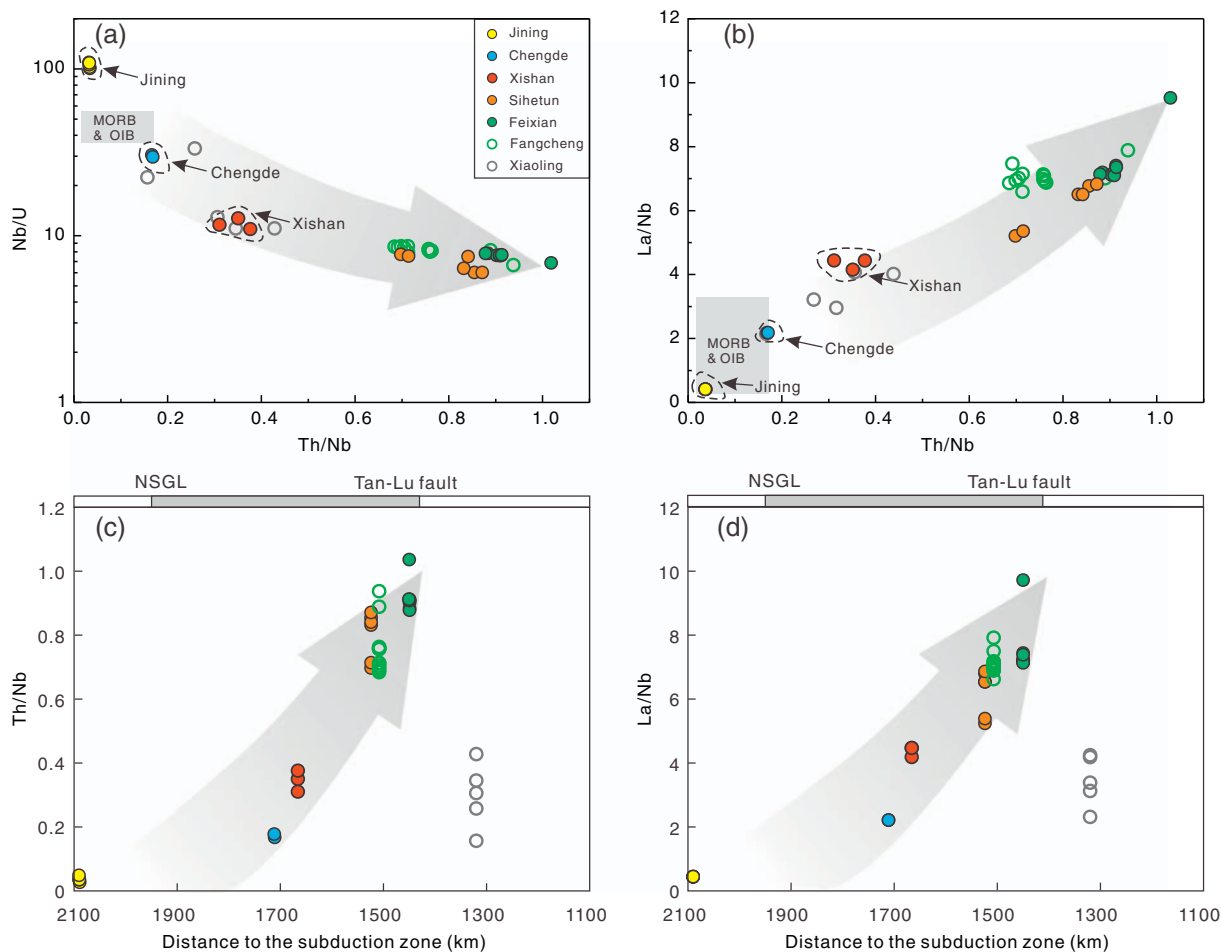 (a)
Jining
Chengde
Xishan
Sihetun
Feixian
Fangcheng
Xiaoling
Jining
MORB
& OIB
Chengde
Xishan
Nb/U
100
10
1
0 0.2 0.4 0.6 0.8 1.0
Th/Nb
(b)
La/Nb
12
10
8
6
4
2
0
Xishan
MORB
& OIB
Chengde
Jining
0 0.2 0.4 0.6 0.8 1.0
Th/Nb
NSGL Tan-Lu fault
(c)
Th/Nb
1.2
1.0
0.8
0.6
0.4
0.2
0
2100 1900 1700 1500 1300 1100
Distance to the subduction zone (km)
NSGL Tan-Lu fault
(d)
La/Nb
12
10
8
6
4
2
0
2100 1900 1700 1500 1300 1100
Distance to the subduction zone (km)